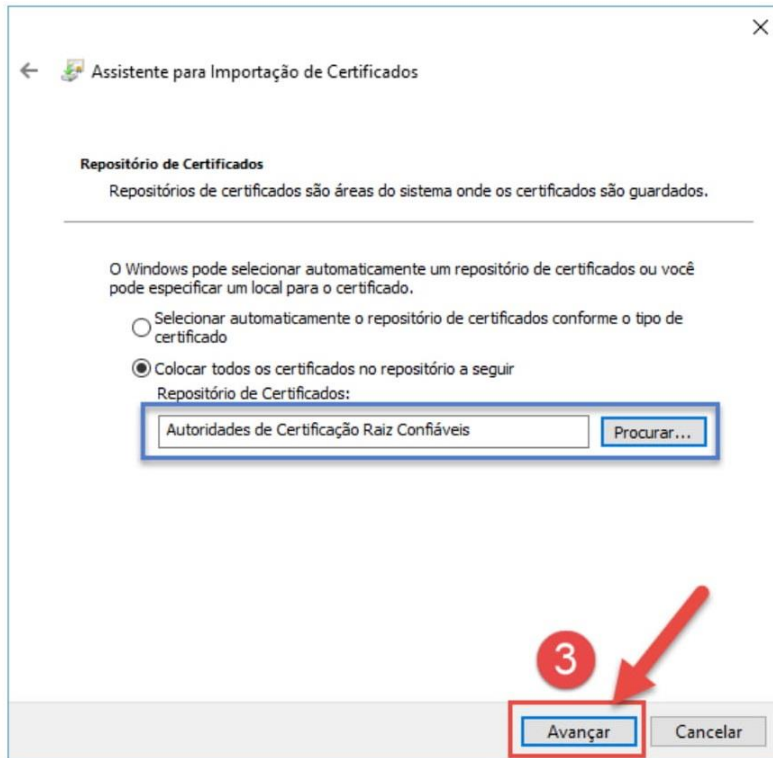 Assistente para Importação de Certificados
Repositório de Certificados
Repositórios de certificados são áreas do sistema onde os certificados são guardados.
O Windows pode selecionar automaticamente um repositório de certificados ou você
pode especificar um local para o certificado.
Selecionar automaticamente o repositório de certificados conforme o tipo de
certificado
Colocar todos os certificados no repositório a seguir
Repositório de Certificados:
Autoridades de Certificação Raiz Confiáveis
Procurar...
3
Avançar
Cancelar